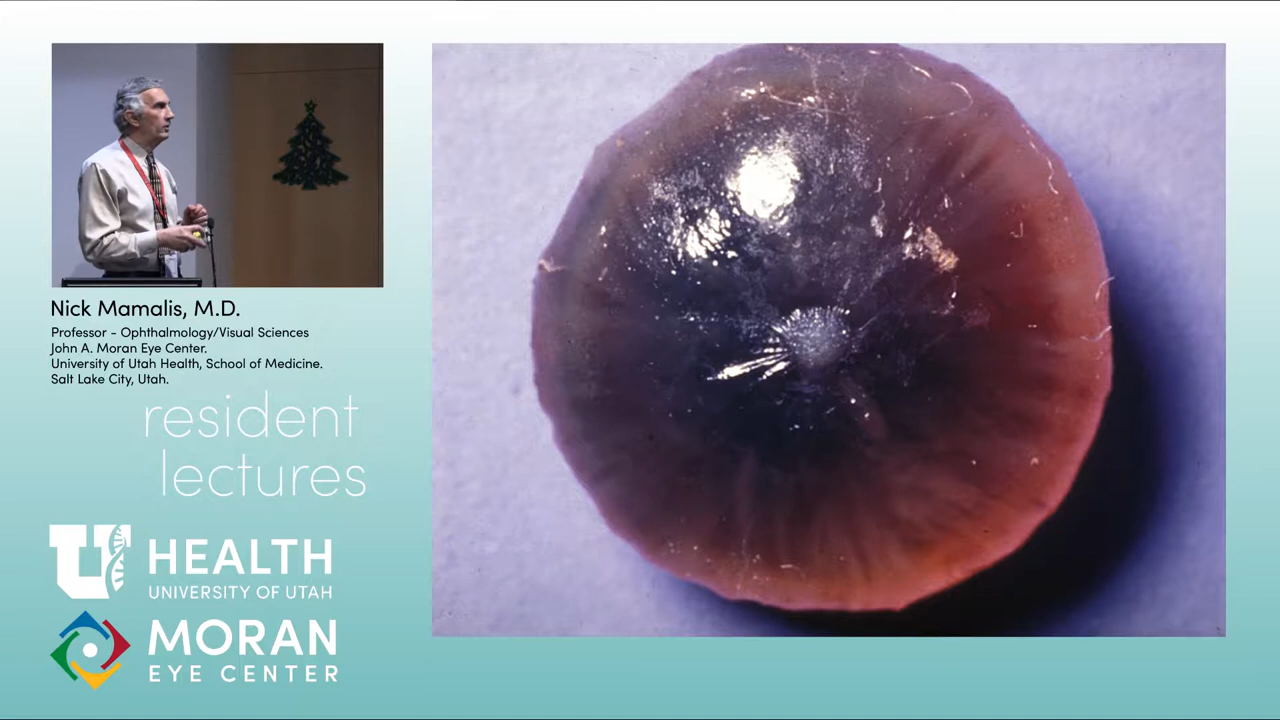 Nick Mamalis, M.D.
Professor - Ophthalmology/Visual Sciences
John A. Moran Eye Center.
University of Utah Health, School of Medicine.
Salt Lake City, Utah.
resident
lectures
U HEALTH
UNIVERSITY OF UTAH
MORAN
EYE CENTER